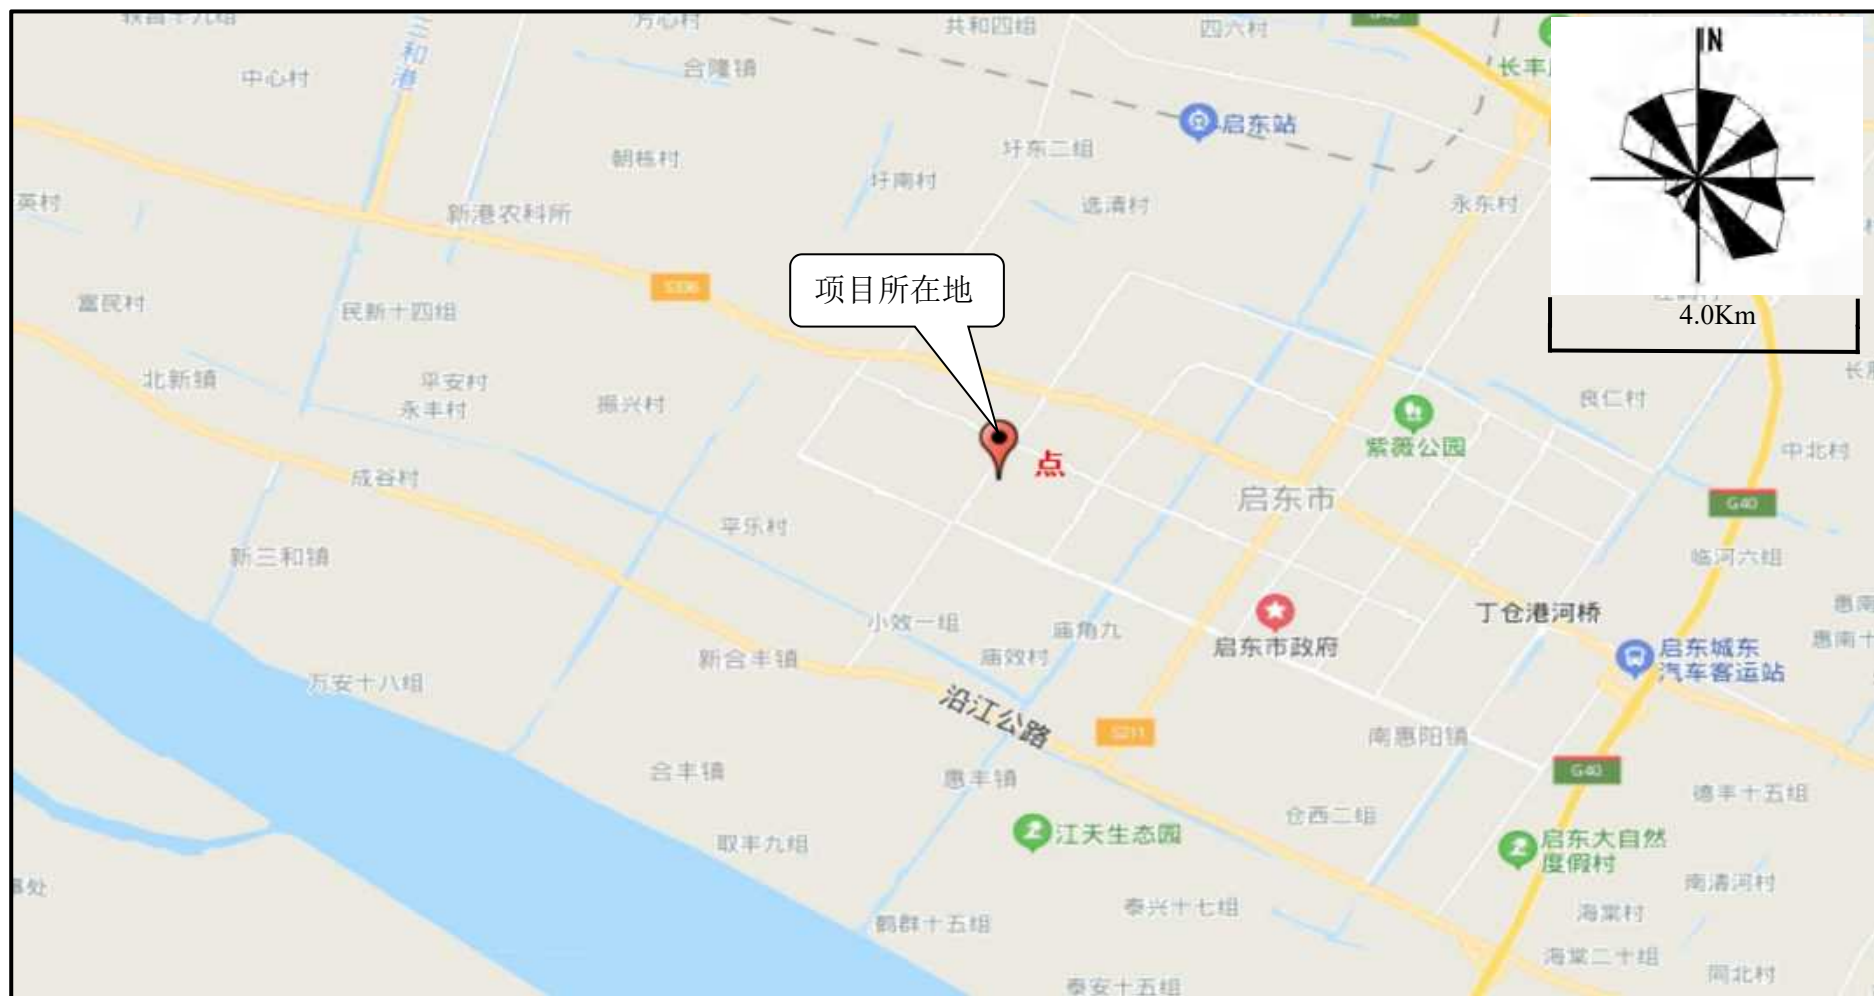 芳心村
共和四组
四六村
三和港
中心村
合隆镇
启东站
朝栋村
圩东二组
圩南村
选清村
永东村
英村
新港农科所
S336
富民村
民新十四组
项目所在地
N
4.0Km
北新镇
平安村
永丰村
振兴村
良仁村
紫薇公园
中北村
点
成谷村
启东市
G40
平乐村
新三和镇
临河六组
小效一组
庙角九
丁仓港河桥
启东市政府
庙效村
新合丰镇
启东城东
汽车客运站
万安十八组
沿江公路
S211
南惠阳镇
合丰镇
惠丰镇
G40
德丰十五组
仓西二组
江天生态园
取丰九组
启东大自然
度假村
南清河村
泰兴十七组
海棠村
鹤群十五组
海棠二十组
同北村
泰安十五组